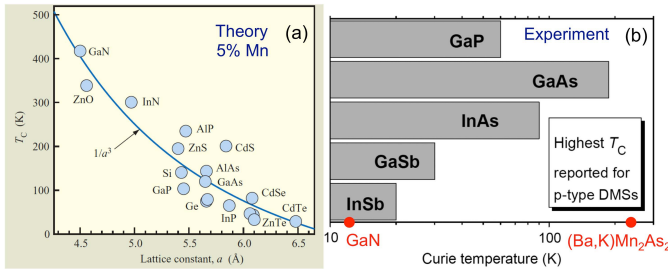 Theory
5% Mn
(a)
500
400
300
200
100
0
T_C (K)
GaN
ZnO
InN
AlP
ZnS
CdS
1/a³
Si
AlAs
GaAs
GaP
Ge
CdSe
InP
CdTe
ZnTe
4.5
5.0
5.5
6.0
6.5
Lattice constant, a (Å)
Experiment
(b)
GaP
GaAs
InAs
GaSb
InSb
Highest T_C
reported for
p-type DMSs
10
100
GaN
(Ba,K)Mn₂As₂
Curie temperature (K)